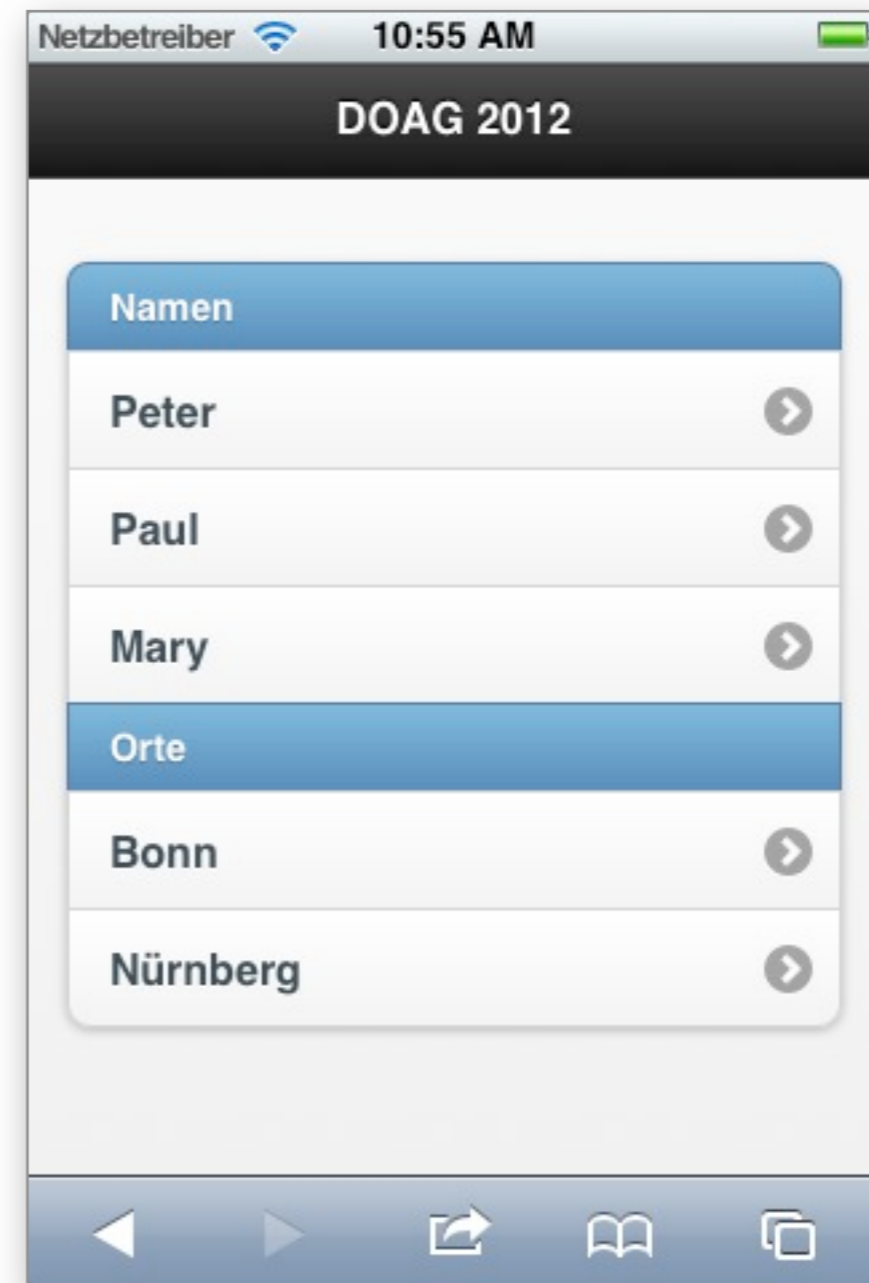 Netzbetreiber 10:55 AM
DOAG 2012
Namen
Peter
Paul
Mary
Orte
Bonn
Nürnberg